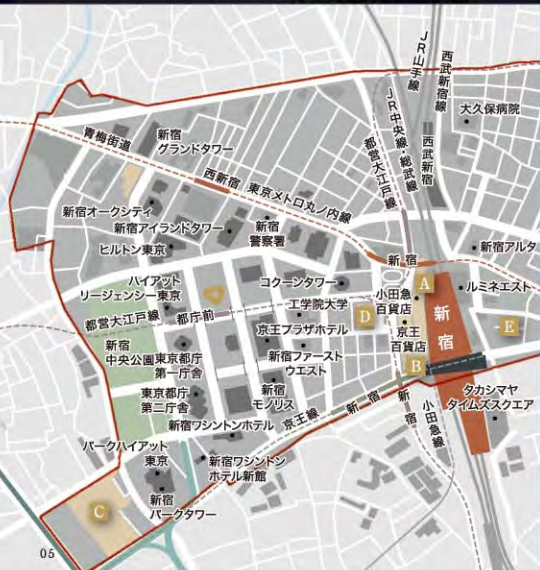 JR山手線
西武新宿線
大久保病院
JR中央線・総武線
都営大江戸線
西武新宿
青梅街道
新宿
グランドタワー
西新宿
東京メトロ丸ノ内線
新宿オークシティ
新宿アイランドタワー
新宿
警察署
ヒルトン東京
新宿アルタ
新宿
ハイアット
リージェンシー東京
コクーンタワー
A
ルミネエスト
小田急
百貨店
工学院大学
D
新宿
E
都営大江戸線
都庁前
京王プラザホテル
京王
百貨店
新宿
中央公園
東京都庁
第一庁舎
新宿ファースト
ウエスト
B
東京都庁
第二庁舎
新宿
モノリス
タカシマヤ
タイムズスクエア
新宿ワシントンホテル
京王線
新宿
新宿
小田急線
パークハイアット
東京
新宿ワシントン
ホテル新館
新宿
パークタワー
C
05